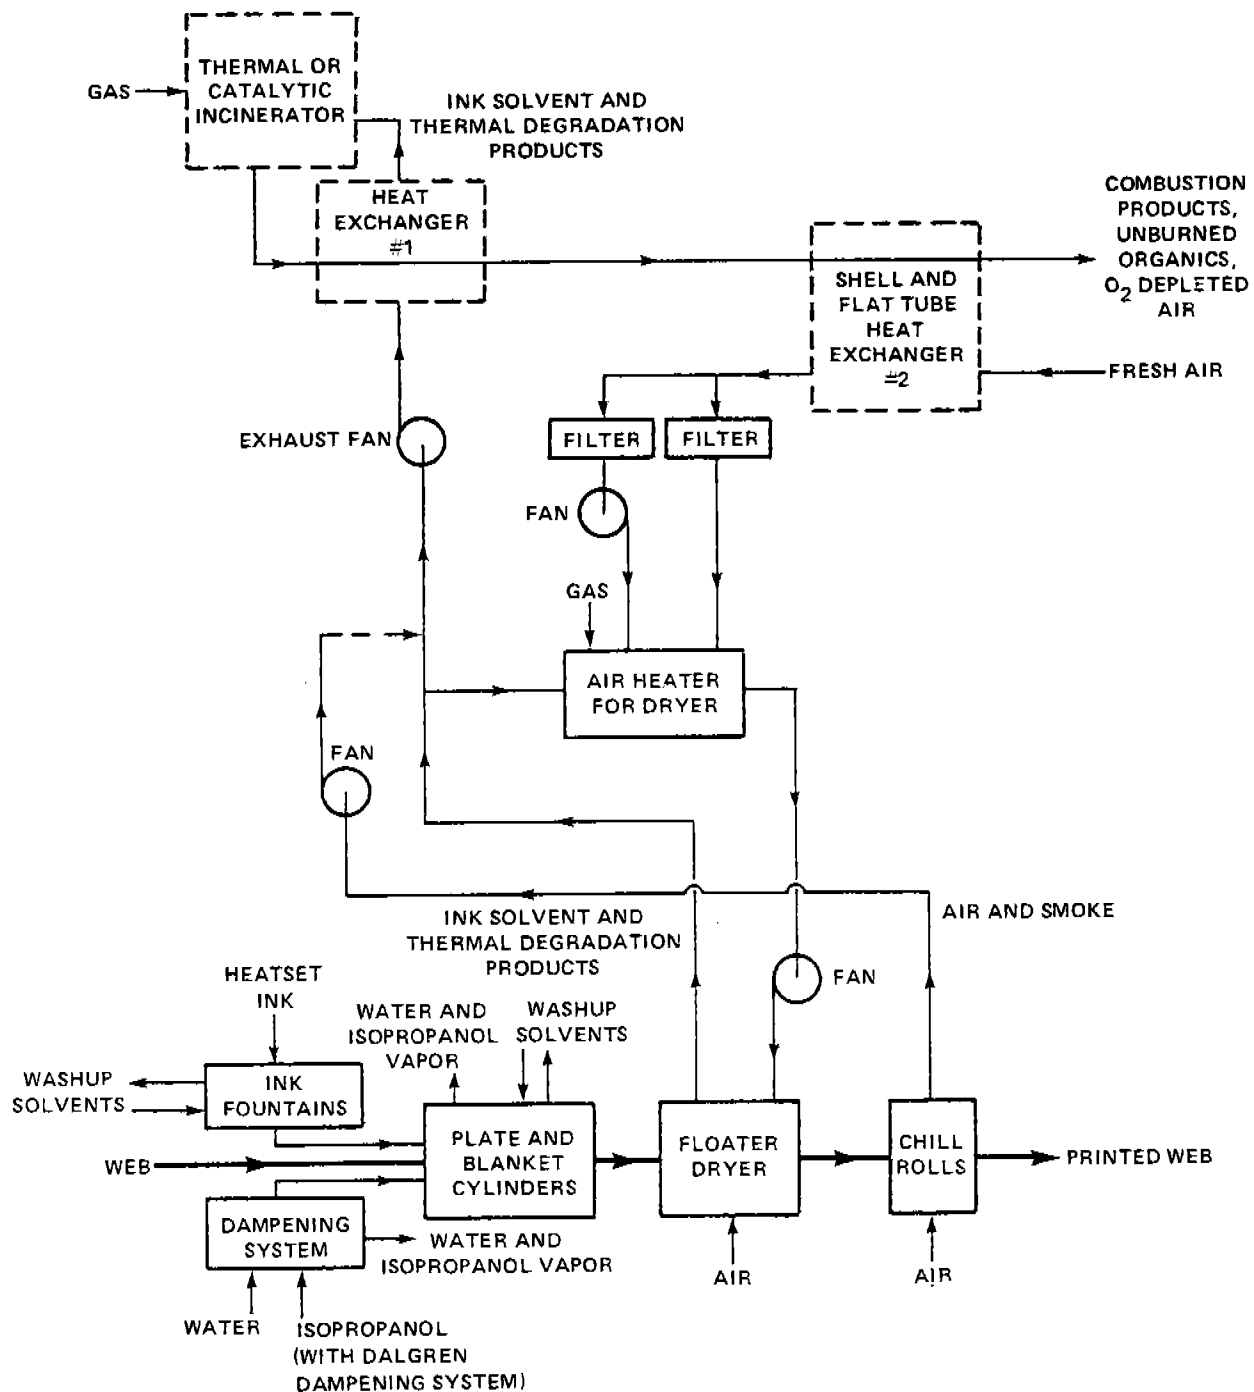 THERMAL OR
CATALYTIC
INCINERATOR
GAS
INK SOLVENT AND
THERMAL DEGRADATION
PRODUCTS
HEAT
EXCHANGER
#1
COMBUSTION
PRODUCTS,
UNBURNED
ORGANICS,
O2 DEPLETED
AIR
SHELL AND
FLAT TUBE
HEAT
EXCHANGER
#2
FRESH AIR
EXHAUST FAN
FILTER
FILTER
FAN
GAS
AIR HEATER
FOR DRYER
FAN
AIR AND SMOKE
INK SOLVENT AND
THERMAL DEGRADATION
PRODUCTS
FAN
HEATSET
INK
WATER AND
ISOPROPANOL
VAPOR
WASHUP
SOLVENTS
WASHUP
SOLVENTS
INK
FOUNTAINS
PLATE AND
BLANKET
CYLINDERS
FLOATER
DRYER
CHILL
ROLLS
WEB
PRINTED WEB
DAMPENING
SYSTEM
WATER AND
ISOPROPANOL VAPOR
AIR
AIR
WATER
ISOPROPANOL
(WITH DALGREN
DAMPENING SYSTEM)